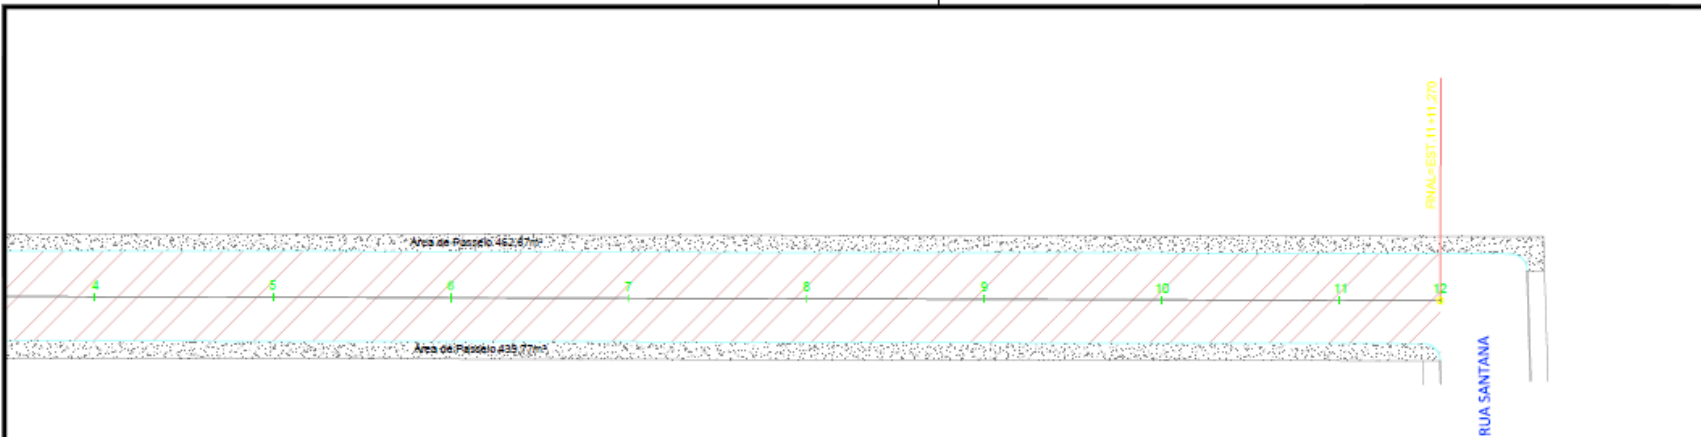 FINAL=EST.11+11,270
Área de Passeio 462.67m²
4 5 6 7 8 9 10 11 12
Área de Passeio 439.77m²
RUA SANTANA